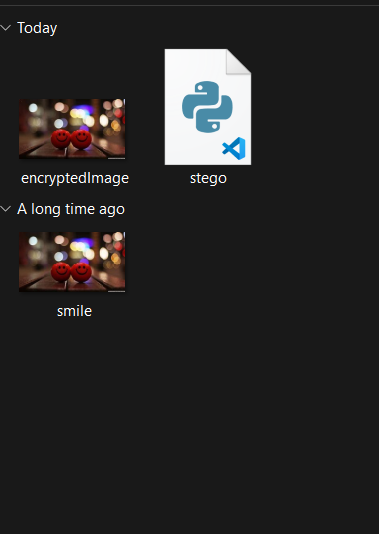 Today
encryptedImage
stego
A long time ago
smile